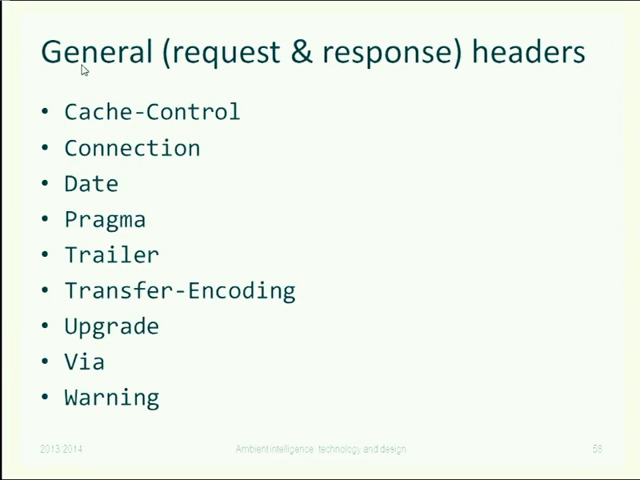 General (request & response) headers
• Cache-Control
• Connection
• Date
• Pragma
• Trailer
• Transfer-Encoding
• Upgrade
• Via
• Warning
2013/2014
Ambient intelligence: technology and design
56